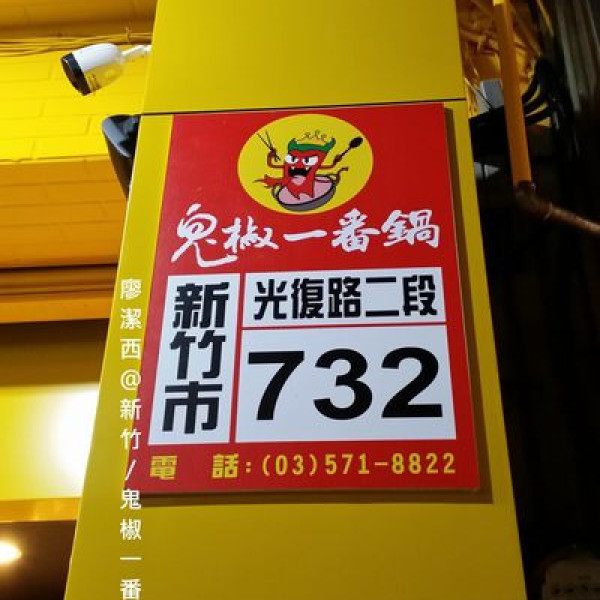 鬼椒一番鍋
新竹市
光復路二段
732
電 話:(03)571-8822
廖潔西@新竹/鬼椒一番